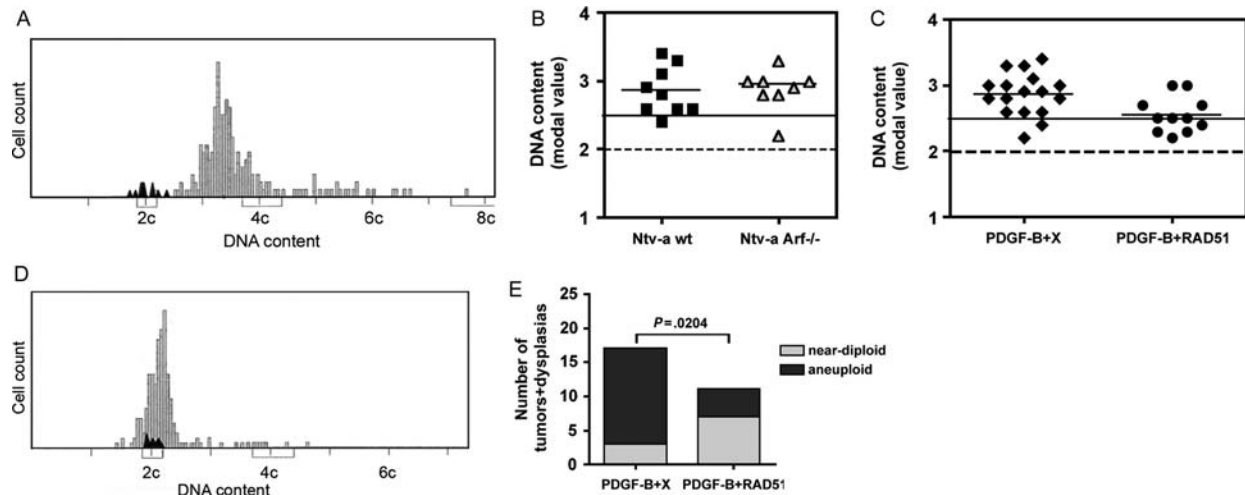 A
Cell count
2c 4c 6c 8c
DNA content
B
DNA content
(modal value)
4
3
2
1
Ntv-a wt Ntv-a Arf-/-
C
DNA content
(modal value)
4
3
2
1
PDGF-B+X PDGF-B+RAD51
D
Cell count
2c 4c 6c
DNA content
E
Number of
tumors+dysplasias
25
20
15
10
5
0
P=.0204
near-diploid
aneuploid
PDGF-B+X PDGF-B+RAD51